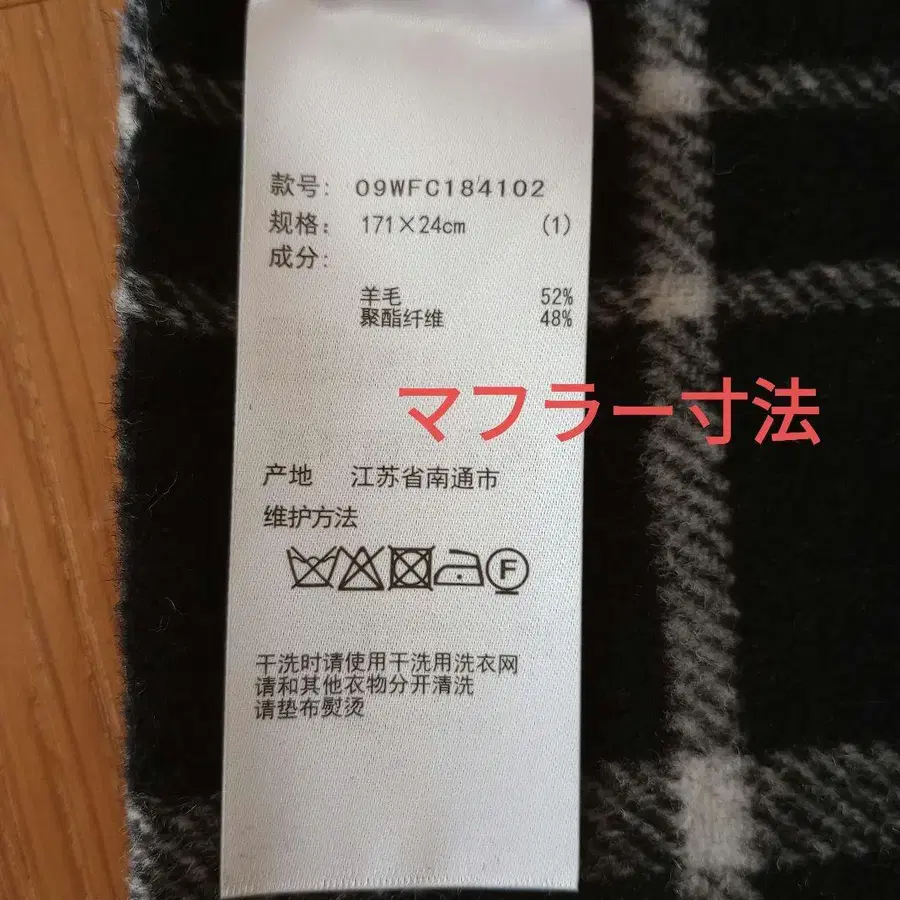 款号: 09WFC184102
规格: 171×24cm (1)
成分:
羊毛 52%
聚酯纤维 48%
マフラー寸法
产地 江苏省南通市
维护方法
F
干洗时请使用干洗用洗衣网
请和其他衣物分开清洗
请垫布熨烫